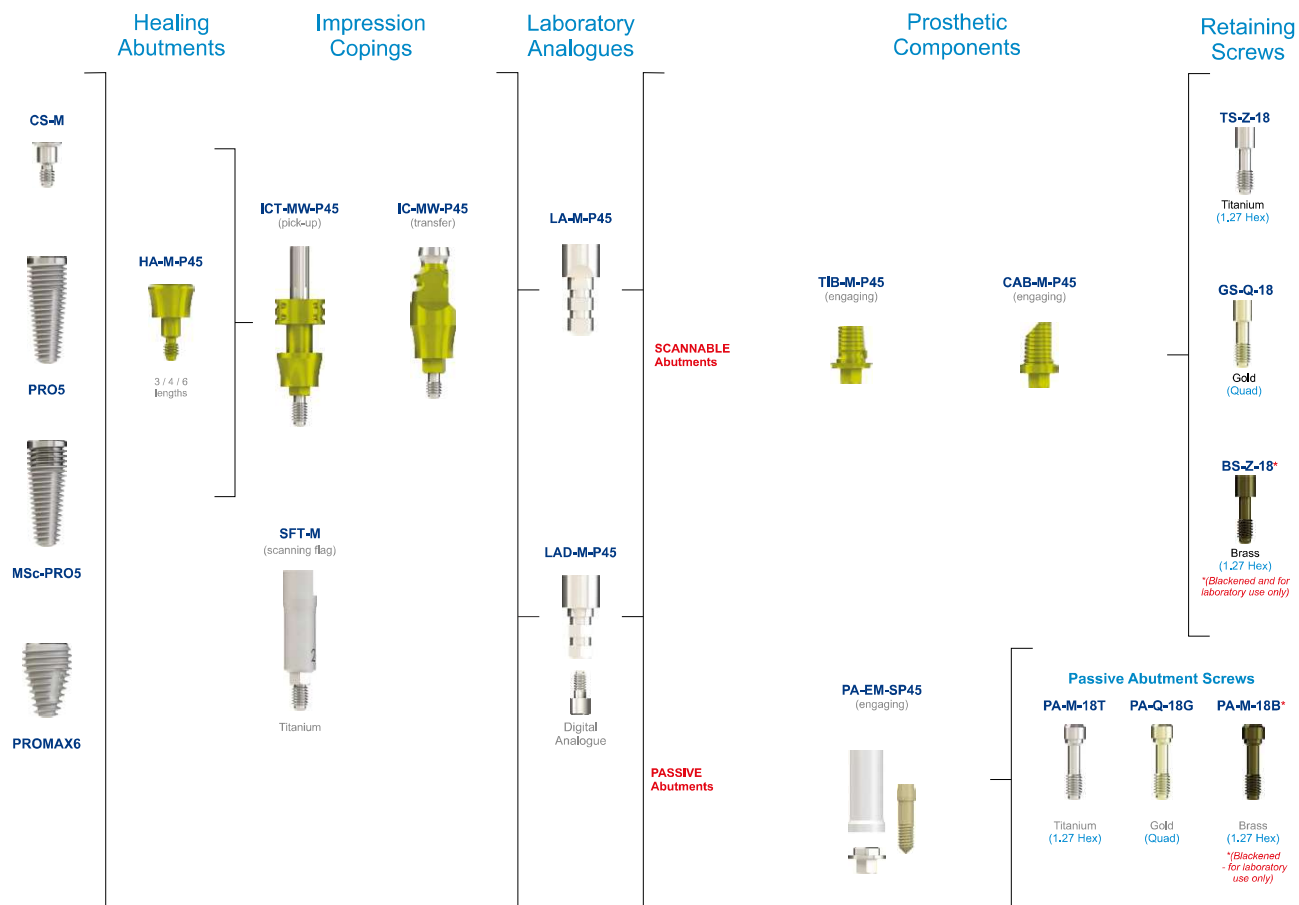 Healing
Abutments
Impression
Copings
Laboratory
Analogues
Prosthetic
Components
Retaining
Screws
CS-M
PRO5
MSc-PRO5
PROMAX6
HA-M-P45
3 / 4 / 6
lengths
ICT-MW-P45
(pick-up)
IC-MW-P45
(transfer)
SFT-M
(scanning flag)
2
Titanium
LA-M-P45
LAD-M-P45
Digital
Analogue
SCANNABLE
Abutments
TIB-M-P45
(engaging)
CAB-M-P45
(engaging)
TS-Z-18
Titanium
(1.27 Hex)
GS-Q-18
Gold
(Quad)
BS-Z-18*
Brass
(1.27 Hex)
*(Blackened and for
laboratory use only)
PASSIVE
Abutments
PA-EM-SP45
(engaging)
Passive Abutment Screws
PA-M-18T
Titanium
(1.27 Hex)
PA-Q-18G
Gold
(Quad)
PA-M-18B*
Brass
(1.27 Hex)
*(Blackened
- for laboratory
use only)